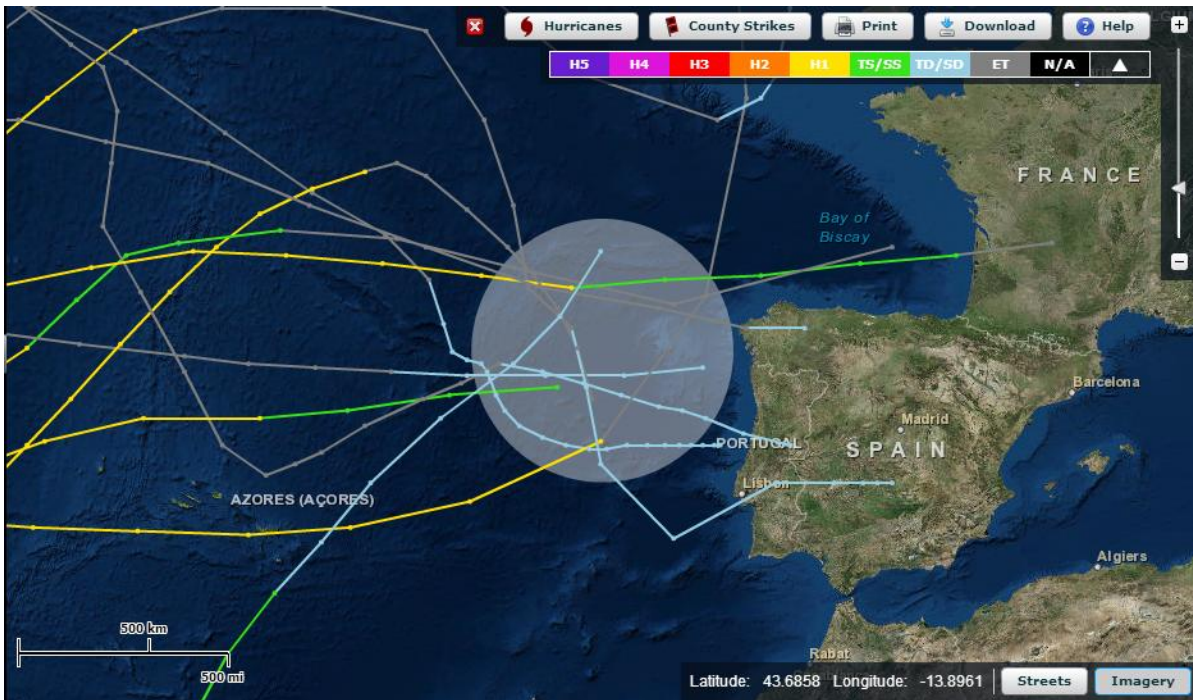 Hurricanes County Strikes Print Download Help
+
H5 H4 H3 H2 H1 TS/SS TD/SD ET N/A
FRANCE
Bay of
Biscay
−
Barcelona
Madrid
PORTUGAL SPAIN
Lisbon
AZORES (AÇORES)
Algiers
500 km
500 mi
Rabat
Latitude: 43.6858 Longitude: -13.8961 Streets Imagery